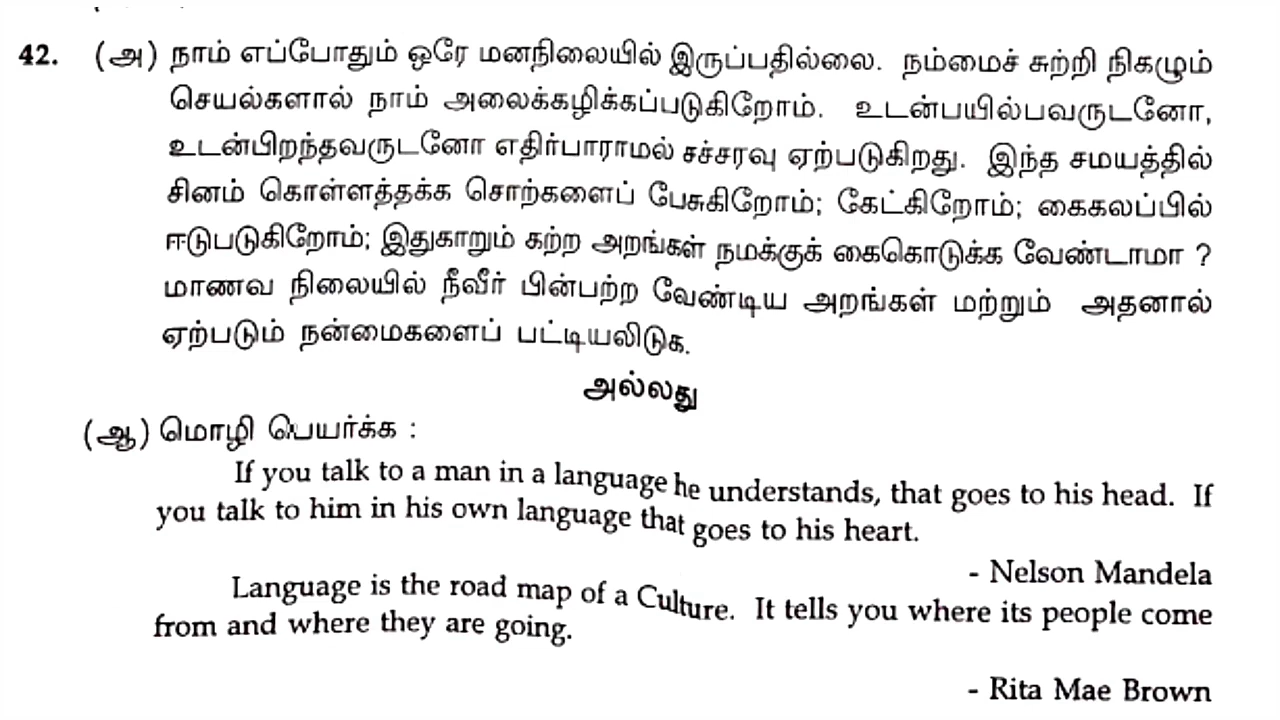 42. (அ) நாம் எப்போதும் ஒரே மனநிலையில் இருப்பதில்லை. நம்மைச் சுற்றி நிகழும்
செயல்களால் நாம் அலைக்கழிக்கப்படுகிறோம். உடன்பயில்பவருடனோ,
உடன்பிறந்தவருடனோ எதிர்பாராமல் சச்சரவு ஏற்படுகிறது. இந்த சமயத்தில்
சினம் கொள்ளத்தக்க சொற்களைப் பேசுகிறோம்; கேட்கிறோம்; கைகலப்பில்
ஈடுபடுகிறோம்; இதுகாறும் கற்ற அறங்கள் நமக்குக் கைகொடுக்க வேண்டாமா ?
மாணவ நிலையில் நீவீர் பின்பற்ற வேண்டிய அறங்கள் மற்றும் அதனால்
ஏற்படும் நன்மைகளைப் பட்டியலிடுக.
அல்லது
(ஆ) மொழி பெயர்க்க :
If you talk to a man in a language he understands, that goes to his head. If
you talk to him in his own language that goes to his heart.
- Nelson Mandela
Language is the road map of a Culture. It tells you where its people come
from and where they are going.
- Rita Mae Brown